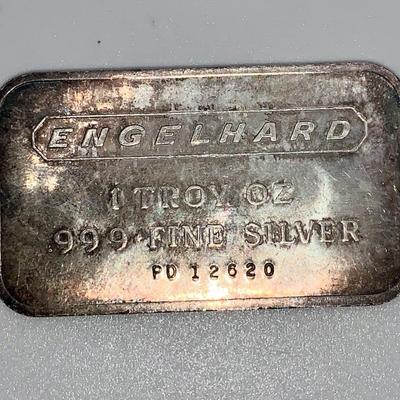 ENGELHARD
1 TROY OZ
.999+FINE SILVER
PD 12620